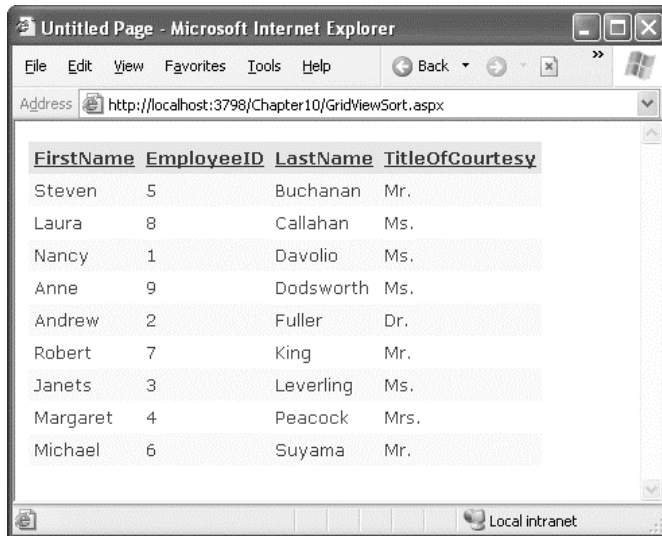 Untitled Page - Microsoft Internet Explorer
File Edit View Favorites Tools Help Back »
Address http://localhost:3798/Chapter10/GridViewSort.aspx
FirstName EmployeeID LastName TitleOfCourtesy
Steven 5 Buchanan Mr.
Laura 8 Callahan Ms.
Nancy 1 Davolio Ms.
Anne 9 Dodsworth Ms.
Andrew 2 Fuller Dr.
Robert 7 King Mr.
Janets 3 Leverling Ms.
Margaret 4 Peacock Mrs.
Michael 6 Suyama Mr.
Local intranet